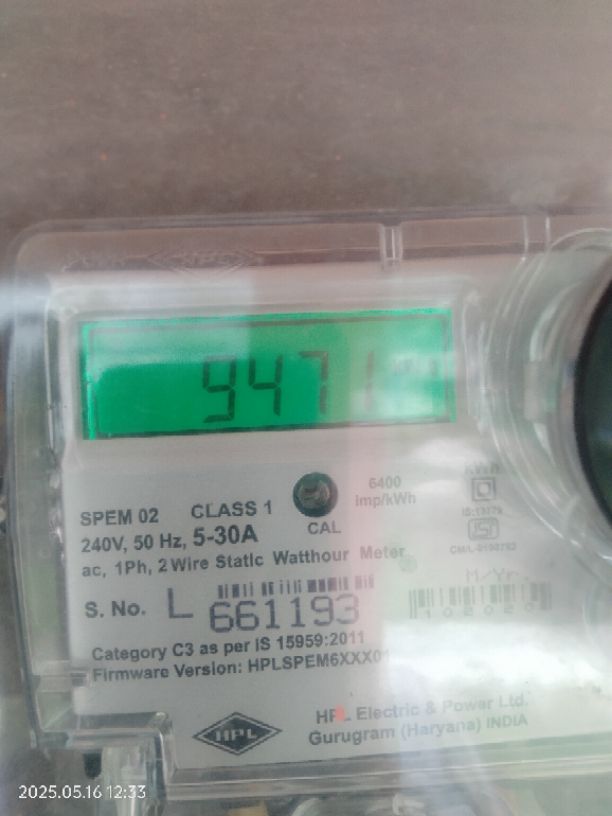 9471
6400
imp/kWh
CAL
SPEM 02 CLASS 1
240V, 50 Hz, 5-30A
ac, 1Ph, 2 Wire Static Watthour Meter
M/Yr.
S. No. L 661193
102020
Category C3 as per IS 15959:2011
Firmware Version: HPLSPEM6XXX01
HPL
HPL Electric & Power Ltd.
Gurugram (Haryana) INDIA
2025.05.16 12:33